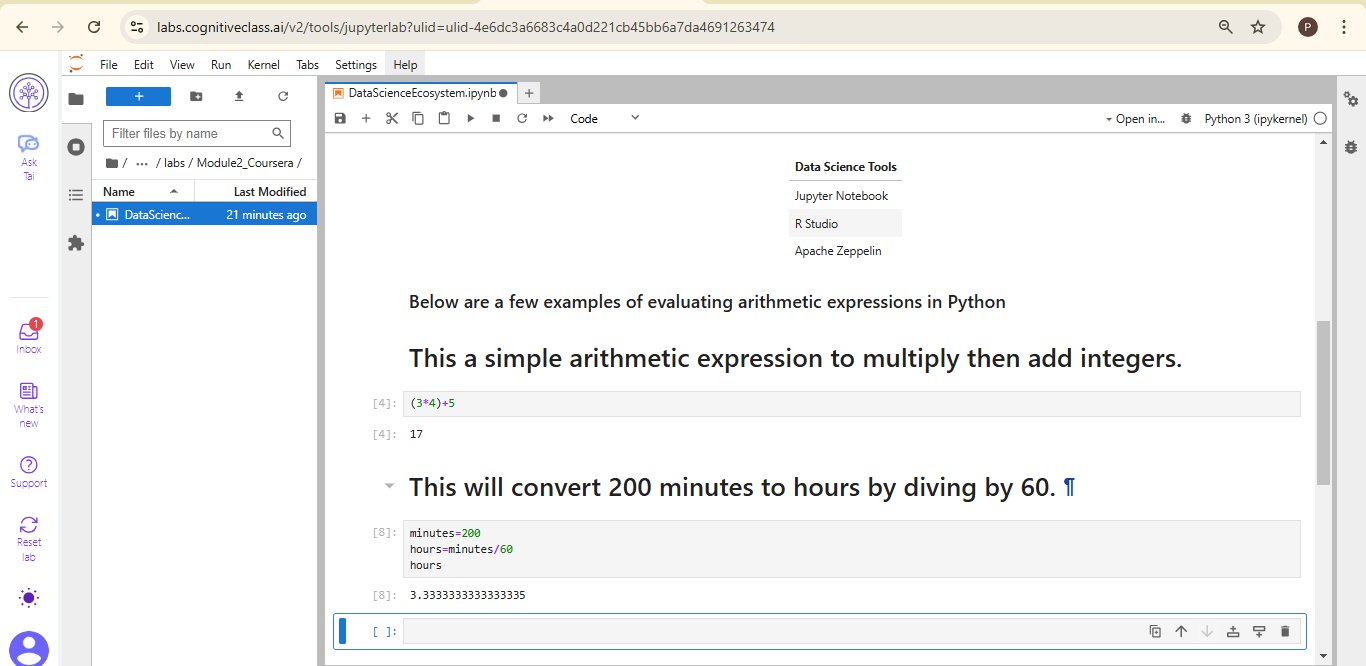 labs.cognitiveclass.ai/v2/tools/jupyterlab?ulid=ulid-4e6dc3a6683c4a0d221cb45bb6a7da4691263474
P
File Edit View Run Kernel Tabs Settings Help
Ask
Tai
1
Inbox
What's
new
Support
Reset
lab
+
Filter files by name
/ ··· / labs / Module2_Coursera /
Name Last Modified
DataScienc... 21 minutes ago
DataScienceEcosystem.ipynb
+
Code
Open in...
Python 3 (ipykernel)
Data Science Tools
Jupyter Notebook
R Studio
Apache Zeppelin
Below are a few examples of evaluating arithmetic expressions in Python
This a simple arithmetic expression to multiply then add integers.
[4]: (3*4)+5
[4]: 17
This will convert 200 minutes to hours by diving by 60. ¶
[8]: minutes=200
hours=minutes/60
hours
[8]: 3.3333333333333335
[ ]: